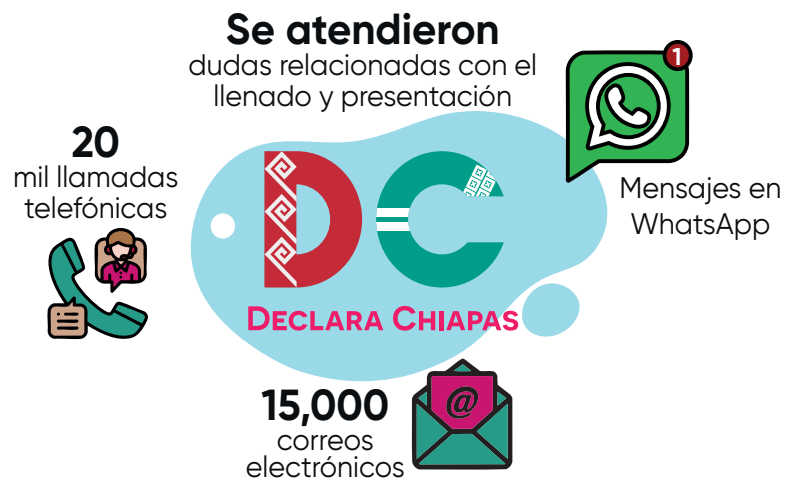 Se atendieron
dudas relacionadas con el
llenado y presentación
1
20
mil llamadas
telefónicas
Mensajes en
WhatsApp
DC
DECLARA CHIAPAS
15,000
correos
electrónicos
@